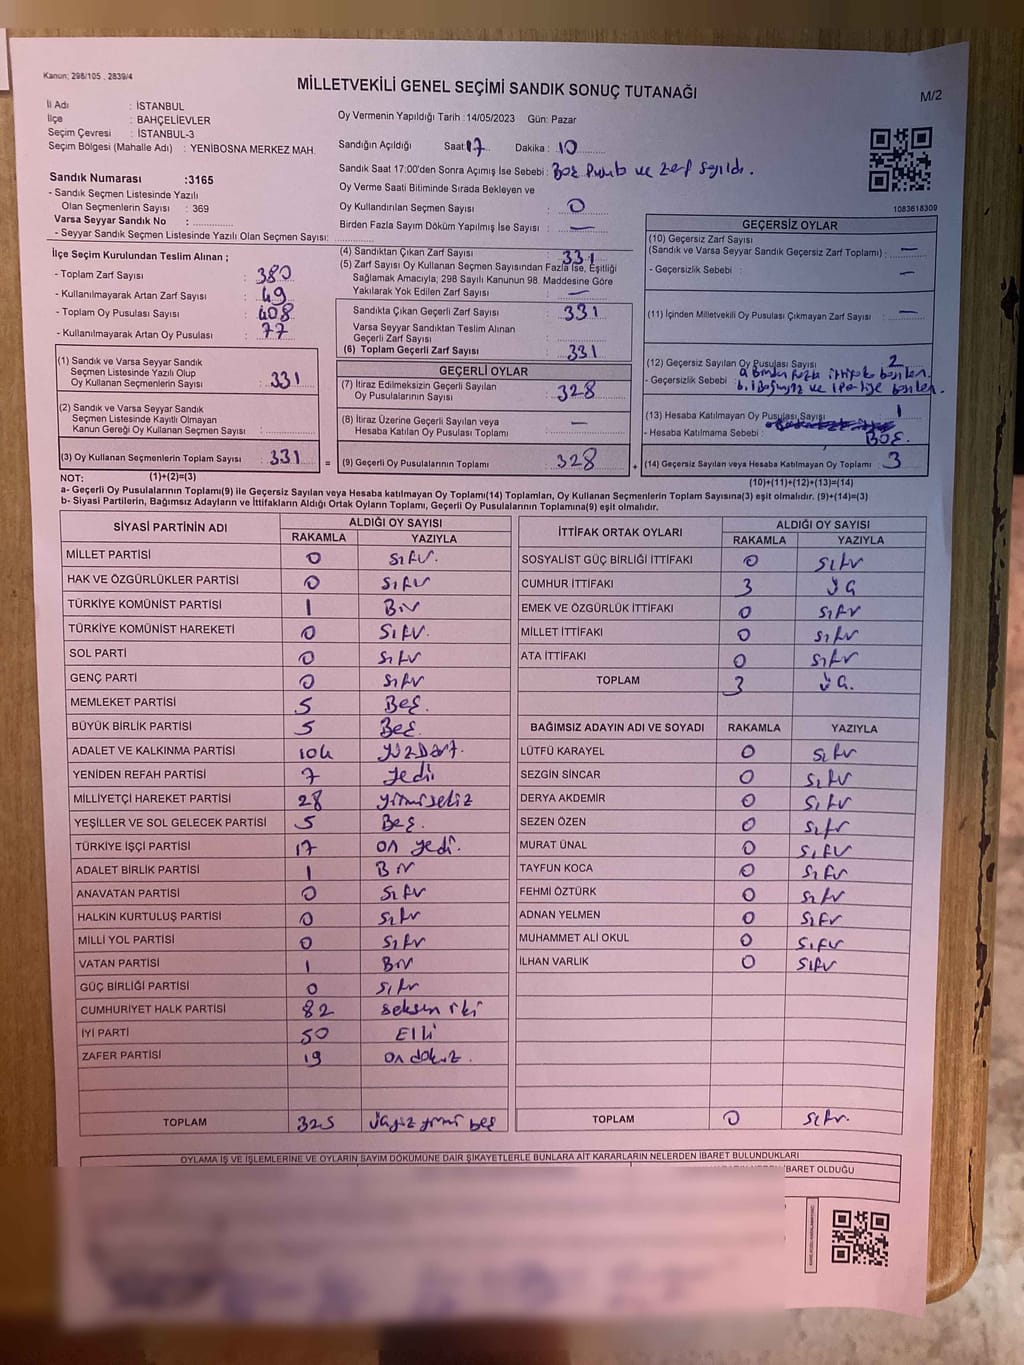 Kanun; 298/105 , 2839/4
MİLLETVEKİLİ GENEL SEÇİMİ SANDIK SONUÇ TUTANAĞI
M/2
İl Adı : İSTANBUL
İlçe : BAHÇELİEVLER
Seçim Çevresi : İSTANBUL-3
Seçim Bölgesi (Mahalle Adı) : YENİBOSNA MERKEZ MAH.
Oy Vermenin Yapıldığı Tarih :14/05/2023 Gün: Pazar
Sandığın Açıldığı Saat: 17 Dakika : 10
Sandık Saat 17:00'den Sonra Açımış İse Sebebi : Boş Pusula ve zarf sayıldı.
Oy Verme Saati Bitiminde Sırada Bekleyen ve
Oy Kullandırılan Seçmen Sayısı : 0
Birden Fazla Sayım Döküm Yapılmış İse Sayısı : —
1083618309
Sandık Numarası :3165
- Sandık Seçmen Listesinde Yazılı
Olan Seçmenlerin Sayısı : 369
Varsa Seyyar Sandık No :
- Seyyar Sandık Seçmen Listesinde Yazılı Olan Seçmen Sayısı:
İlçe Seçim Kurulundan Teslim Alınan ;
- Toplam Zarf Sayısı : 380
- Kullanılmayarak Artan Zarf Sayısı : 49
- Toplam Oy Pusulası Sayısı : 408
- Kullanılmayarak Artan Oy Pusulası : 77
(1) Sandık ve Varsa Seyyar Sandık
Seçmen Listesinde Yazılı Olup
Oy Kullanan Seçmenlerin Sayısı : 331
(2) Sandık ve Varsa Seyyar Sandık
Seçmen Listesinde Kayıtlı Olmayan
Kanun Gereği Oy Kullanan Seçmen Sayısı :
(3) Oy Kullanan Seçmenlerin Toplam Sayısı : 331
(4) Sandıktan Çıkan Zarf Sayısı : 331
(5) Zarf Sayısı Oy Kullanan Seçmen Sayısından Fazla İse, Eşitliği
Sağlamak Amacıyla; 298 Sayılı Kanunun 98. Maddesine Göre
Yakılarak Yok Edilen Zarf Sayısı : —
Sandıkta Çıkan Geçerli Zarf Sayısı : 331
Varsa Seyyar Sandıktan Teslim Alınan
Geçerli Zarf Sayısı :
(6) Toplam Geçerli Zarf Sayısı : 331
GEÇERLİ OYLAR
(7) İtiraz Edilmeksizin Geçerli Sayılan
Oy Pusulalarının Sayısı : 328
(8) İtiraz Üzerine Geçerli Sayılan veya
Hesaba Katılan Oy Pusulası Toplamı : —
= (9) Geçerli Oy Pusulalarının Toplamı : 328
GEÇERSİZ OYLAR
(10) Geçersiz Zarf Sayısı
(Sandık ve Varsa Seyyar Sandık Geçersiz Zarf Toplamı) : —
- Geçersizlik Sebebi : —
(11) İçinden Milletvekili Oy Pusulası Çıkmayan Zarf Sayısı : —
(12) Geçersiz Sayılan Oy Pusulası Sayısı : 2
- Geçersizlik Sebebi : a. Birden fazla ittifaka basılan.
b. 1 Bağımsız ve 1 Partiye basılan.
(13) Hesaba Katılmayan Oy Pusulası Sayısı : 1
- Hesaba Katılmama Sebebi : Boş.
+ (14) Geçersiz Sayılan veya Hesaba Katılmayan Oy Toplamı : 3
NOT: (1)+(2)=(3)
(10)+(11)+(12)+(13)=(14)
a- Geçerli Oy Pusulalarının Toplamı(9) ile Geçersiz Sayılan veya Hesaba katılmayan Oy Toplamı(14) Toplamları, Oy Kullanan Seçmenlerin Toplam Sayısına(3) eşit olmalıdır. (9)+(14)=(3)
b- Siyasi Partilerin, Bağımsız Adayların ve İttifakların Aldığı Ortak Oyların Toplamı, Geçerli Oy Pusulalarının Toplamına(9) eşit olmalıdır.
SİYASİ PARTİNİN ADI ALDIĞI OY SAYISI
RAKAMLA YAZIYLA
MİLLET PARTİSİ 0 Sıfır.
HAK VE ÖZGÜRLÜKLER PARTİSİ 0 Sıfır
TÜRKİYE KOMÜNİST PARTİSİ 1 Bir
TÜRKİYE KOMÜNİST HAREKETİ 0 Sıfır.
SOL PARTİ 0 Sıfır
GENÇ PARTİ 0 Sıfır
MEMLEKET PARTİSİ 5 Beş.
BÜYÜK BİRLİK PARTİSİ 5 Beş.
ADALET VE KALKINMA PARTİSİ 104 yüzDört.
YENİDEN REFAH PARTİSİ 7 yedi
MİLLİYETÇİ HAREKET PARTİSİ 28 yirmisekiz
YEŞİLLER VE SOL GELECEK PARTİSİ 5 Beş.
TÜRKİYE İŞÇİ PARTİSİ 17 on yedi.
ADALET BİRLİK PARTİSİ 1 Bir
ANAVATAN PARTİSİ 0 Sıfır
HALKIN KURTULUŞ PARTİSİ 0 Sıfır
MİLLİ YOL PARTİSİ 0 Sıfır
VATAN PARTİSİ 1 Bir
GÜÇ BİRLİĞİ PARTİSİ 0 Sıfır
CUMHURİYET HALK PARTİSİ 82 seksen iki
İYİ PARTİ 50 Elli
ZAFER PARTİSİ 19 on dokuz.
TOPLAM 325 üçyüz yirmi beş
İTTİFAK ORTAK OYLARI ALDIĞI OY SAYISI
RAKAMLA YAZIYLA
SOSYALİST GÜÇ BİRLİĞİ İTTİFAKI 0 Sıfır
CUMHUR İTTİFAKI 3 üç
EMEK VE ÖZGÜRLÜK İTTİFAKI 0 Sıfır
MİLLET İTTİFAKI 0 Sıfır
ATA İTTİFAKI 0 Sıfır
TOPLAM 3 üç.
BAĞIMSIZ ADAYIN ADI VE SOYADI RAKAMLA YAZIYLA
LÜTFÜ KARAYEL 0 Sıfır
SEZGİN SİNCAR 0 Sıfır
DERYA AKDEMİR 0 Sıfır
SEZEN ÖZEN 0 Sıfır
MURAT ÜNAL 0 Sıfır
TAYFUN KOCA 0 Sıfır
FEHMİ ÖZTÜRK 0 Sıfır
ADNAN YELMEN 0 Sıfır
MUHAMMET ALİ OKUL 0 Sıfır
İLHAN VARLIK 0 Sıfır
TOPLAM 0 Sıfır.
OYLAMA İŞ VE İŞLEMLERİNE VE OYLARIN SAYIM DÖKÜMÜNE DAİR ŞİKAYETLERLE BUNLARA AİT KARARLARIN NELERDEN İBARET BULUNDUKLARI
İBARET OLDUĞU